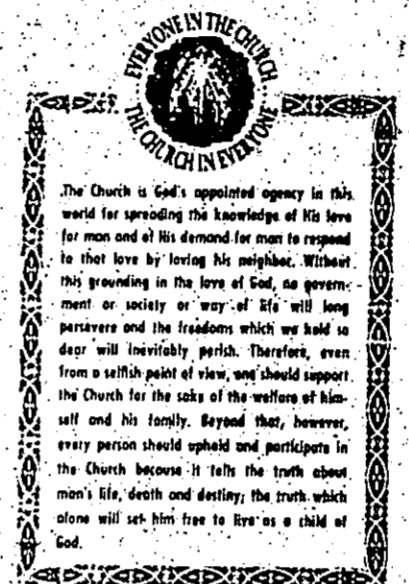 EVERYONE IN THE CHURCH
THE CHURCH IN EVERYONE
The Church is God's appointed agency in this
world for spreading the knowledge of His love
for man and of His demand for man to respond
to that love by loving his neighbor. Without
this grounding in the love of God, no govern-
ment or society or way of life will long
persevere and the freedoms which we hold so
dear will inevitably perish. Therefore, even
from a selfish point of view, one should support
the Church for the sake of the welfare of him-
self and his family. Beyond that, however,
every person should uphold and participate in
the Church because it tells the truth about
man's life, death and destiny; the truth which
alone will set him free to live as a child of
God.